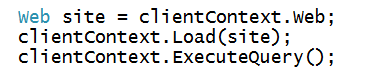 Web site = clientContext.Web;
clientContext.Load(site);
clientContext.ExecuteQuery();